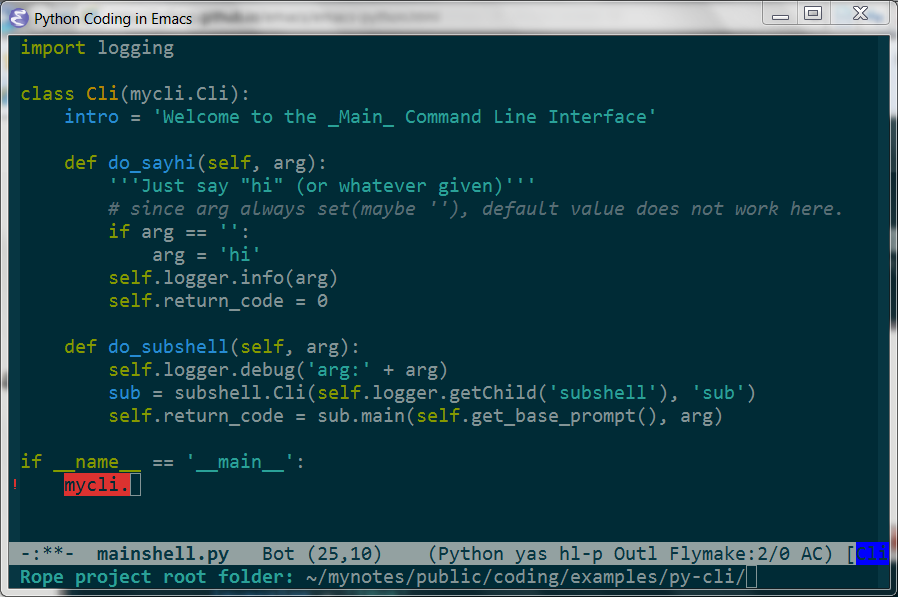 Python Coding in Emacs
import logging
class Cli(mycli.Cli):
    intro = 'Welcome to the _Main_ Command Line Interface'
    def do_sayhi(self, arg):
        '''Just say "hi" (or whatever given)'''
        # since arg always set(maybe ''), default value does not work here.
        if arg == '':
            arg = 'hi'
        self.logger.info(arg)
        self.return_code = 0
    def do_subshell(self, arg):
        self.logger.debug('arg:' + arg)
        sub = subshell.Cli(self.logger.getChild('subshell'), 'sub')
        self.return_code = sub.main(self.get_base_prompt(), arg)
if __name__ == '__main__':
!    mycli.
-:**-  mainshell.py   Bot (25,10)    (Python yas hl-p Outl Flymake:2/0 AC) [Cli
Rope project root folder: ~/mynotes/public/coding/examples/py-cli/